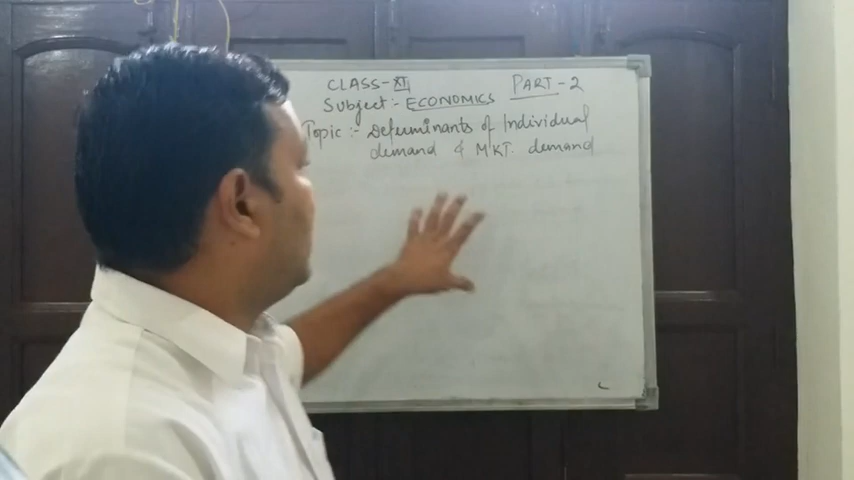 CLASS-XI PART-2
Subject:- ECONOMICS
Topic:- Determinants of Individual
demand & MKT. demand